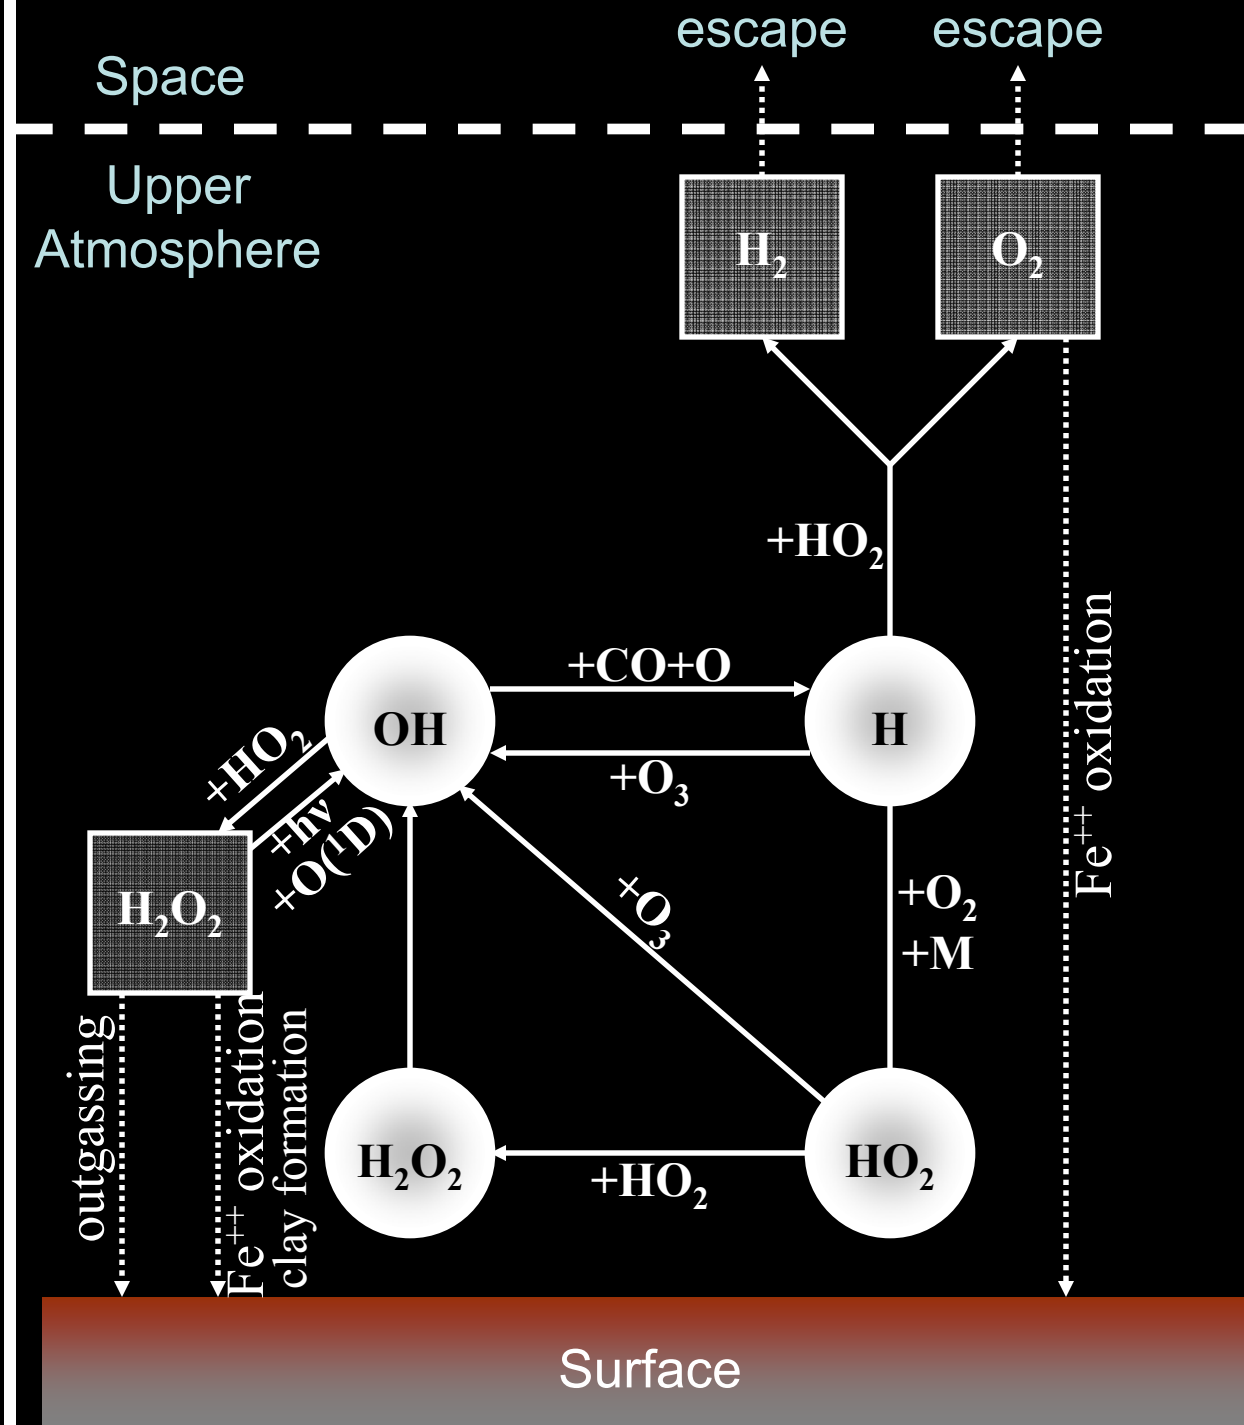 escape
escape
Space
Upper
Atmosphere
H₂
O₂
+HO₂
+CO+O
OH
H
+O₃
+HO₂
+hν
+O(¹D)
H₂O₂
+O₃
+O₂
+M
Fe⁺⁺ oxidation
outgassing
Fe⁺⁺ oxidation
clay formation
H₂O₂
+HO₂
HO₂
Surface